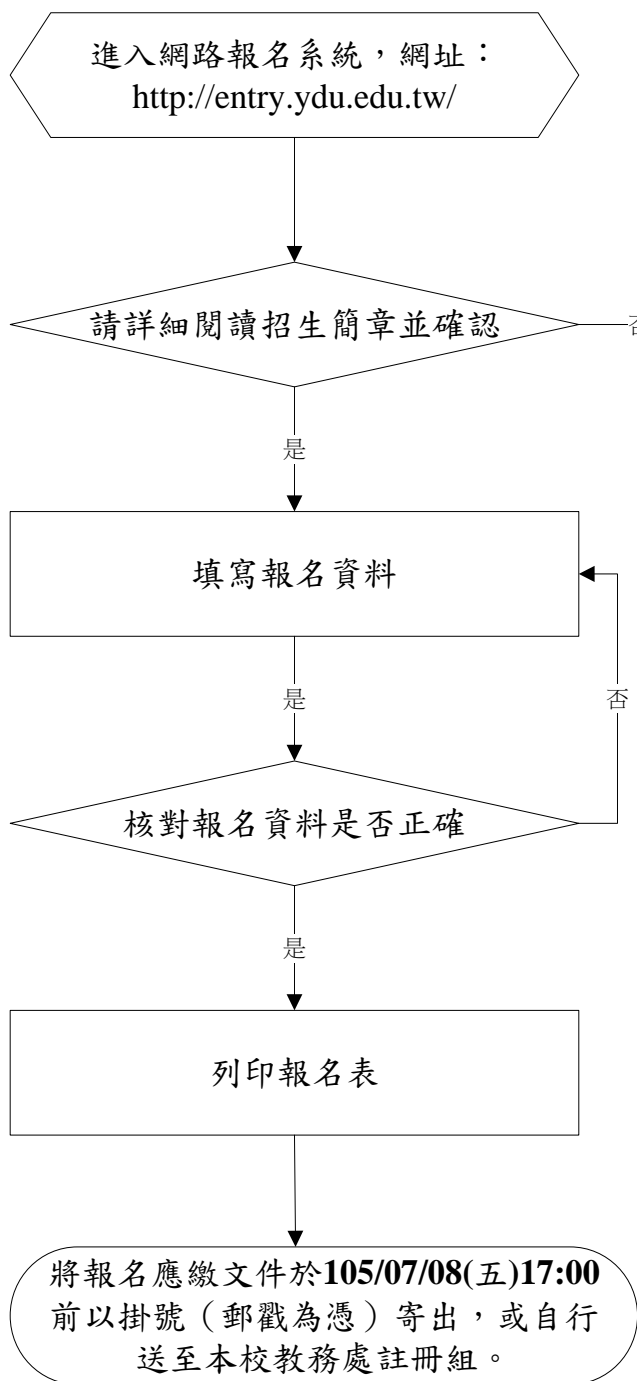 進入網路報名系統，網址：
http://entry.ydu.edu.tw/
請詳細閱讀招生簡章並確認
否
是
填寫報名資料
是
否
核對報名資料是否正確
是
列印報名表
將報名應繳文件於105/07/08(五)17:00
前以掛號（郵戳為憑）寄出，或自行
送至本校教務處註冊組。